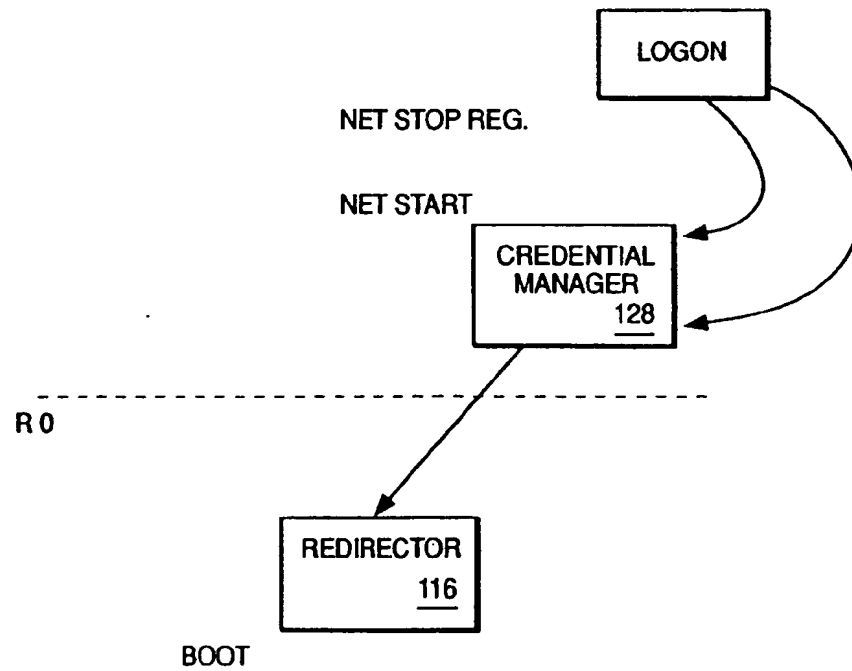 LOGON
NET STOP REG.
NET START
CREDENTIAL
MANAGER
128
R 0
REDIRECTOR
116
BOOT